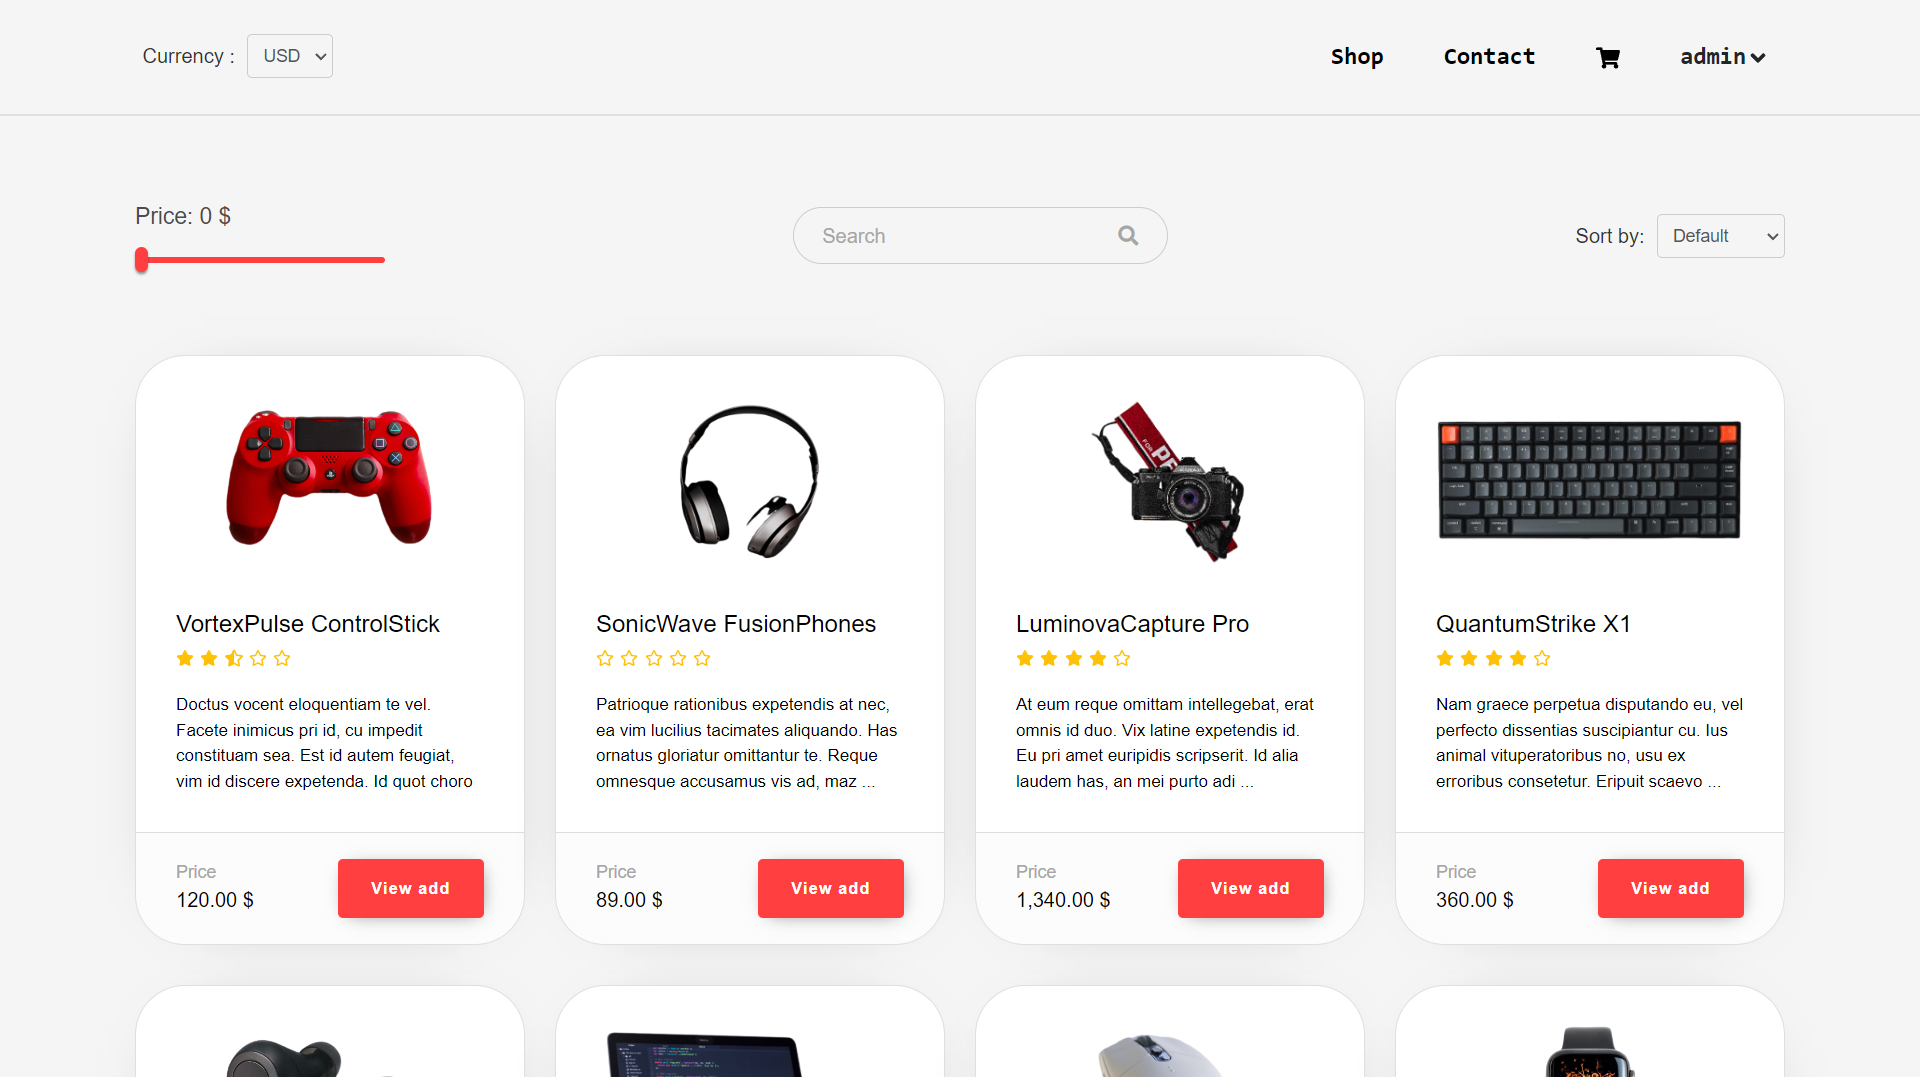 Currency : USD
Shop
Contact
admin
Price: 0 $
Search
Sort by: Default
VortexPulse ControlStick
Doctus vocent eloquentiam te vel.
Facete inimicus pri id, cu impedit
constituam sea. Est id autem feugiat,
vim id discere expetenda. Id quot choro
Price
120.00 $
View add
SonicWave FusionPhones
Patrioque rationibus expetendis at nec,
ea vim lucilius tacimates aliquando. Has
ornatus gloriatur omittantur te. Reque
omnesque accusamus vis ad, maz ...
Price
89.00 $
View add
LuminovaCapture Pro
At eum reque omittam intellegebat, erat
omnis id duo. Vix latine expetendis id.
Eu pri amet euripidis scripserit. Id alia
laudem has, an mei purto adi ...
Price
1,340.00 $
View add
QuantumStrike X1
Nam graece perpetua disputando eu, vel
perfecto dissentias suscipiantur cu. Ius
animal vituperatoribus no, usu ex
erroribus consetetur. Eripuit scaevo ...
Price
360.00 $
View add